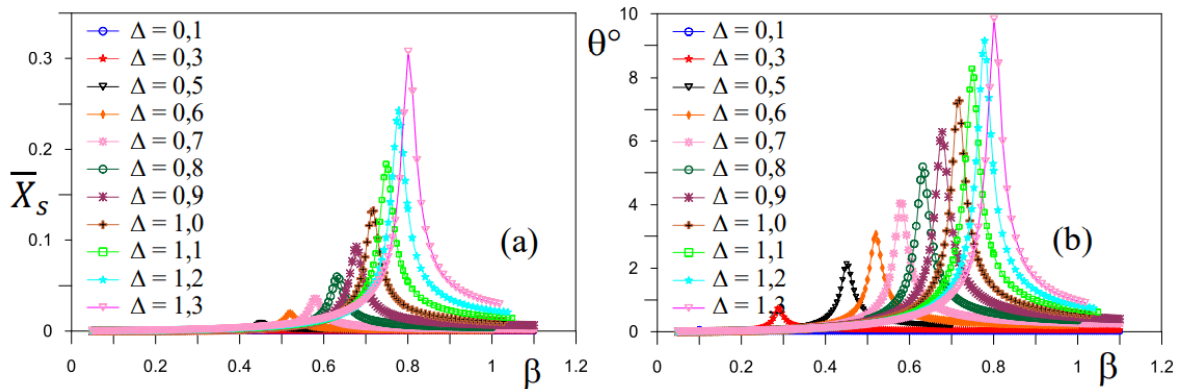 0.3
0.2
X̅s
0.1
0
Δ = 0,1
Δ = 0,3
Δ = 0,5
Δ = 0,6
Δ = 0,7
Δ = 0,8
Δ = 0,9
Δ = 1,0
Δ = 1,1
Δ = 1,2
Δ = 1,3
(a)
0 0.2 0.4 0.6 0.8 1 1.2
β
10
θ°
8
6
4
2
0
Δ = 0,1
Δ = 0,3
Δ = 0,5
Δ = 0,6
Δ = 0,7
Δ = 0,8
Δ = 0,9
Δ = 1,0
Δ = 1,1
Δ = 1,2
(b)
0 0.2 0.4 0.6 0.8 1 1.2
β